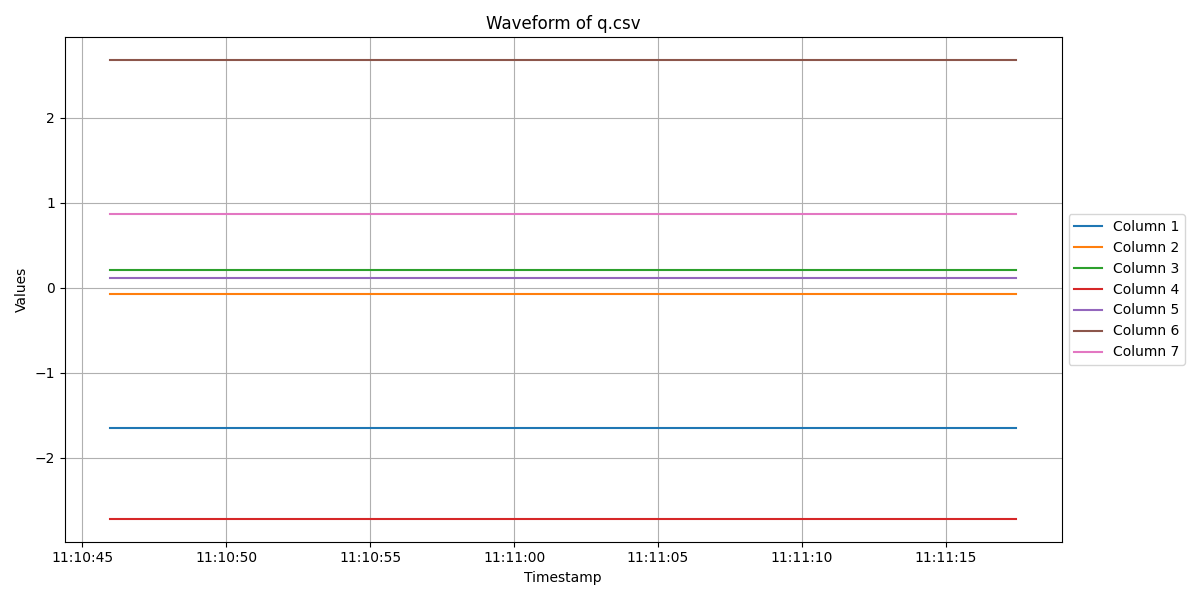 Waveform of q.csv
Values
2
1
0
−1
−2
11:10:45 11:10:50 11:10:55 11:11:00 11:11:05 11:11:10 11:11:15
Timestamp
Column 1
Column 2
Column 3
Column 4
Column 5
Column 6
Column 7